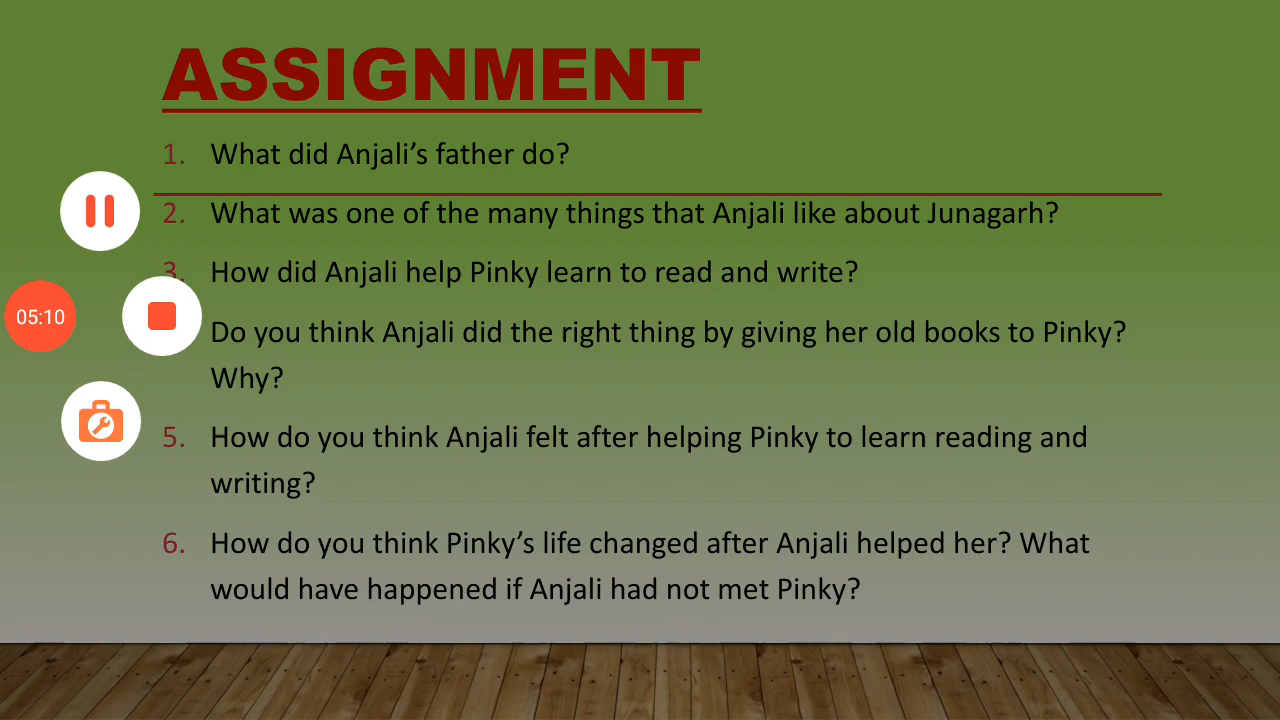 ASSIGNMENT
1. What did Anjali’s father do?
2. What was one of the many things that Anjali like about Junagarh?
3. How did Anjali help Pinky learn to read and write?
Do you think Anjali did the right thing by giving her old books to Pinky?
Why?
05:10
5. How do you think Anjali felt after helping Pinky to learn reading and
writing?
6. How do you think Pinky’s life changed after Anjali helped her? What
would have happened if Anjali had not met Pinky?